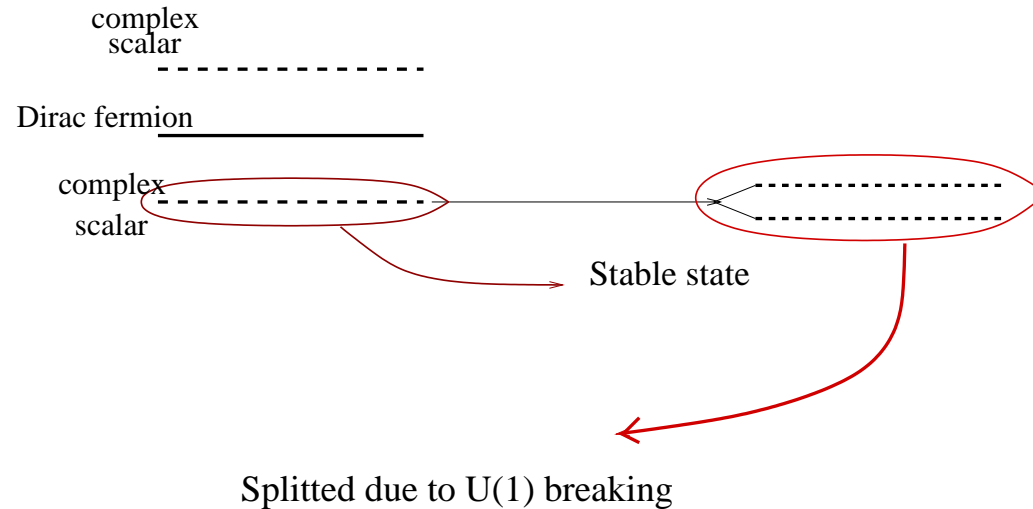 complex
scalar
Dirac fermion
complex
scalar
Stable state
Splitted due to U(1) breaking